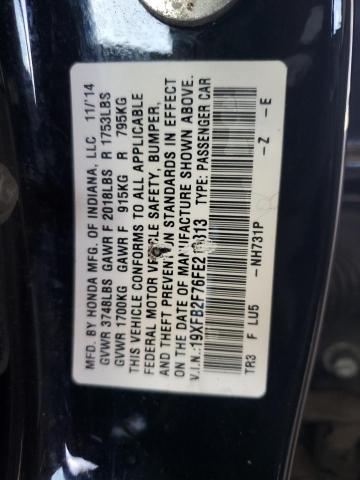 MFD. BY HONDA MFG. OF INDIANA, LLC 11/'14
GVWR 3748LBS GAWR F 2018LBS R 1753LBS
GVWR 1700KG GAWR F 915KG R 795KG
THIS VEHICLE CONFORMS TO ALL APPLICABLE
FEDERAL MOTOR VEHICLE SAFETY, BUMPER,
AND THEFT PREVENTION STANDARDS IN EFFECT
ON THE DATE OF MANUFACTURE SHOWN ABOVE.
TYPE: PASSENGER CAR
TR3 F LU5 -NH731P -Z -E